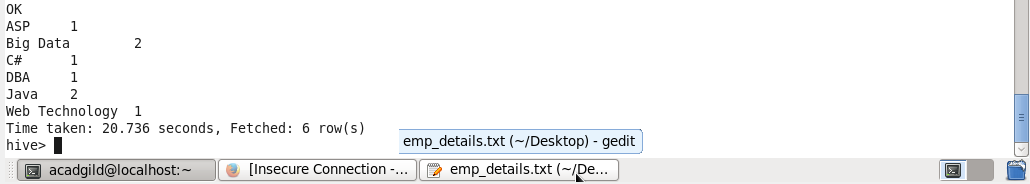 OK
ASP 1
Big Data 2
C# 1
DBA 1
Java 2
Web Technology 1
Time taken: 20.736 seconds, Fetched: 6 row(s)
hive>
emp_details.txt (~/Desktop) - gedit
acadgild@localhost:~
[Insecure Connection -...
emp_details.txt (~/De...